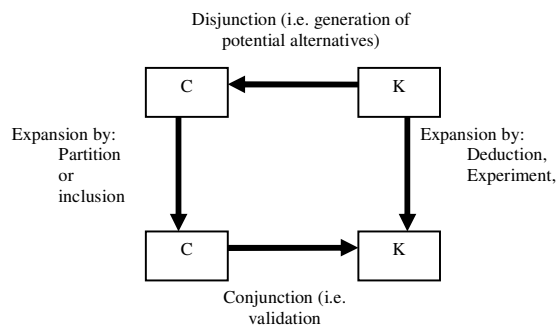 Disjunction (i.e. generation of
potential alternatives)
C
K
Expansion by:
Partition
or
inclusion
Expansion by:
Deduction,
Experiment,
C
K
Conjunction (i.e.
validation